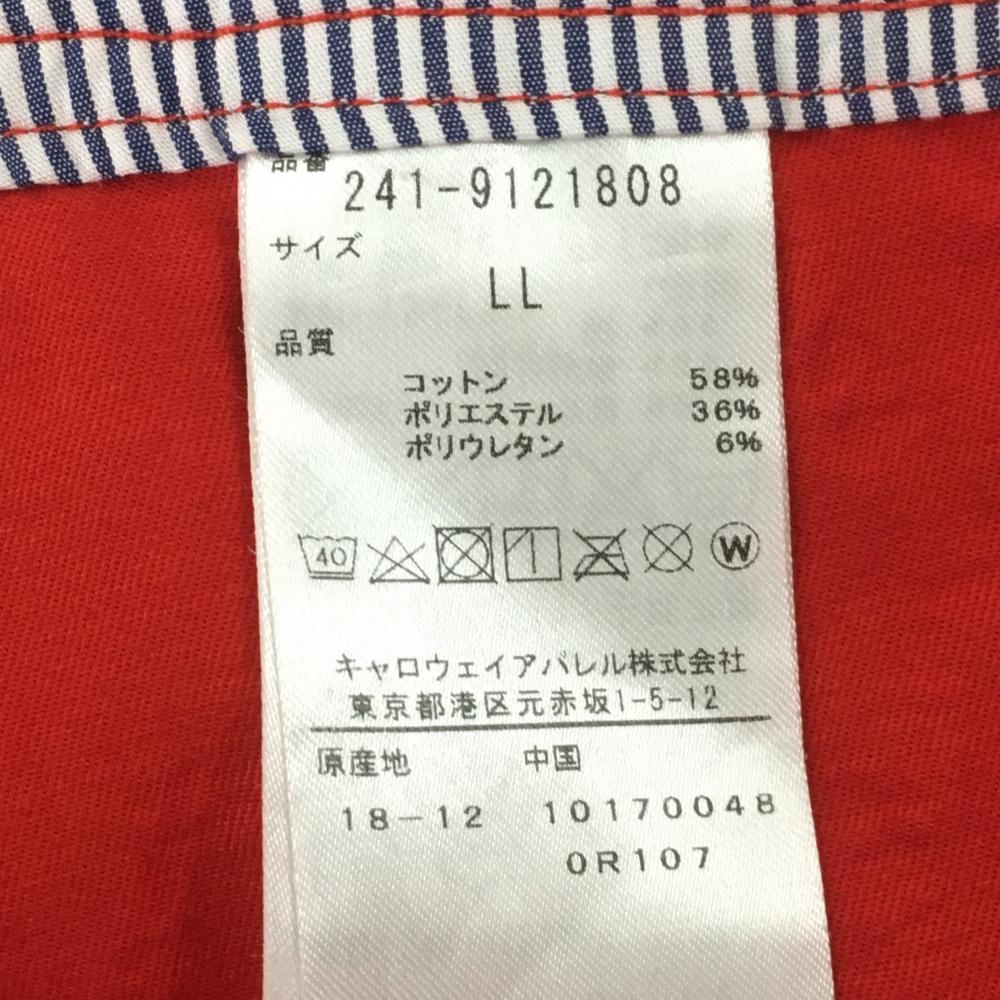 品番 241-9121808
サイズ
LL
品質
コットン 58%
ポリエステル 36%
ポリウレタン 6%
40 W
キャロウェイアパレル株式会社
東京都港区元赤坂1-5-12
原産地 中国
18-12 10170048
0R107